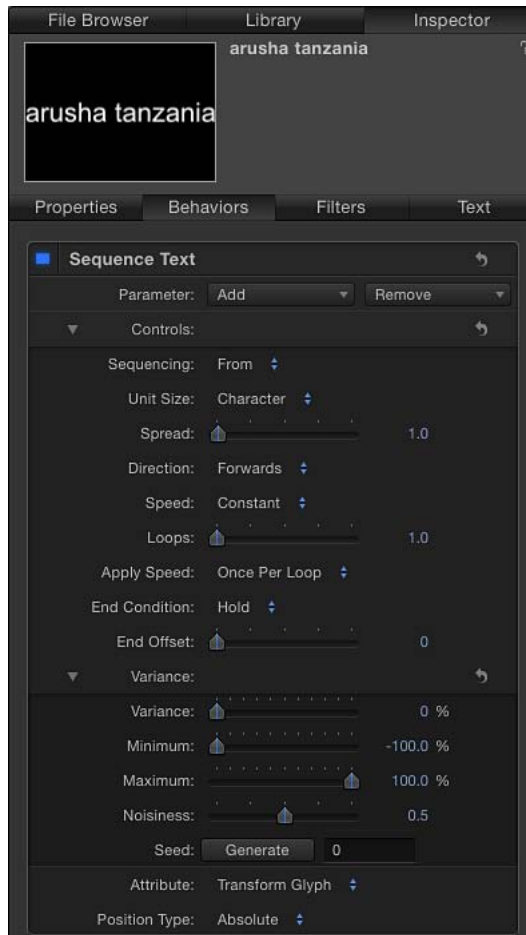 File Browser Library Inspector
arusha tanzania
arusha tanzania
Properties Behaviors Filters Text
Sequence Text
Parameter: Add Remove
Controls:
Sequencing: From
Unit Size: Character
Spread: 1.0
Direction: Forwards
Speed: Constant
Loops: 1.0
Apply Speed: Once Per Loop
End Condition: Hold
End Offset: 0
Variance:
Variance: 0 %
Minimum: -100.0 %
Maximum: 100.0 %
Noisiness: 0.5
Seed: Generate 0
Attribute: Transform Glyph
Position Type: Absolute